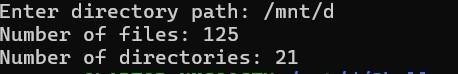 Enter directory path: /mnt/d
Number of files: 125
Number of directories: 21